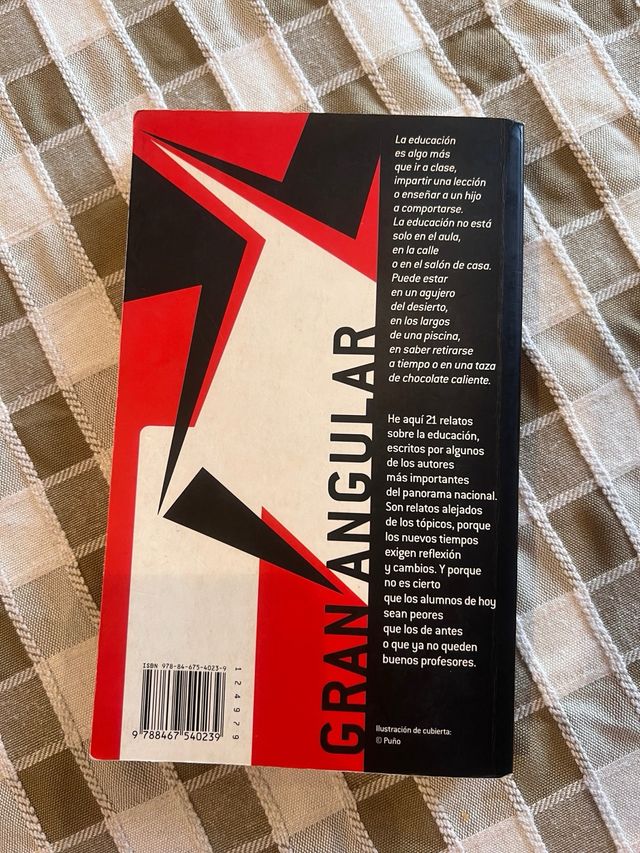 La educación
es algo más
que ir a clase,
impartir una lección
o enseñar a un hijo
a comportarse.
La educación no está
solo en el aula,
en la calle
o en el salón de casa.
Puede estar
en un agujero
del desierto,
en los largos
de una piscina,
en saber retirarse
a tiempo o en una taza
de chocolate caliente.
He aquí 21 relatos
sobre la educación,
escritos por algunos
de los autores
más importantes
del panorama nacional.
Son relatos alejados
de los tópicos, porque
los nuevos tiempos
exigen reflexión
y cambios. Y porque
no es cierto
que los alumnos de hoy
sean peores
que los de antes
o que ya no queden
buenos profesores.
Ilustración de cubierta:
© Puño
GRAN ANGULAR
ISBN 978-84-675-4023-9
9 788467 540239
124929